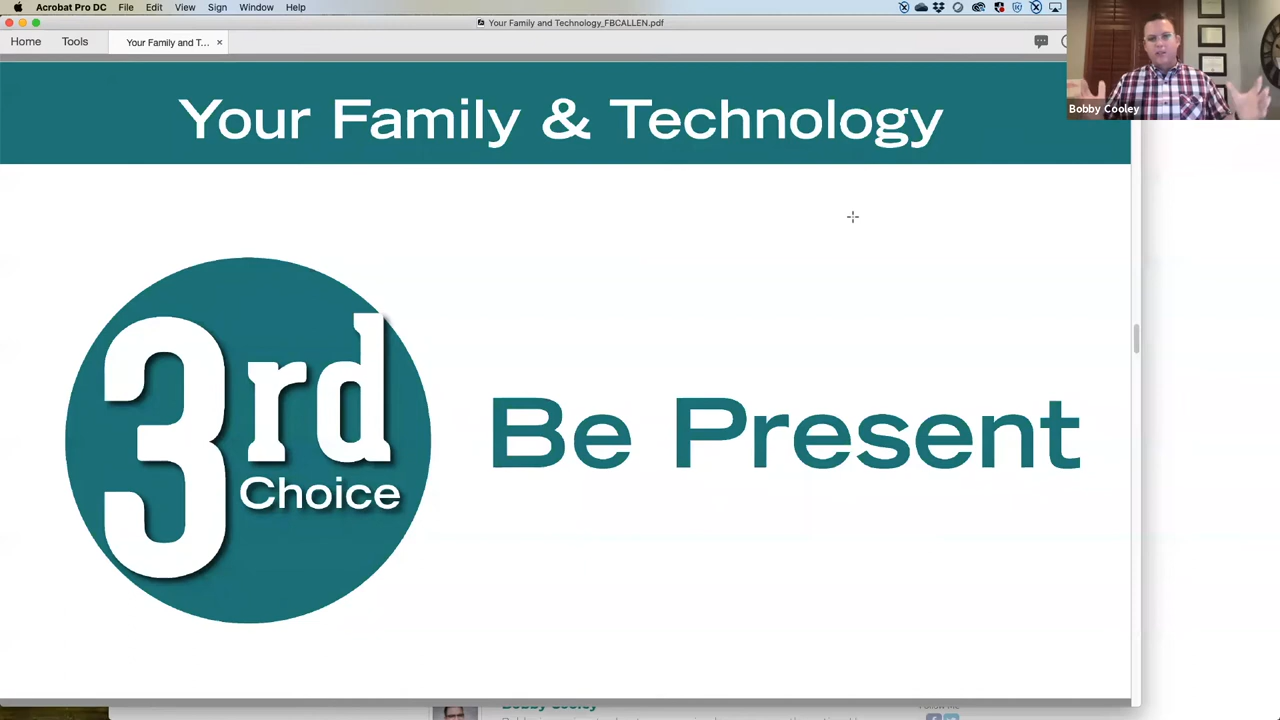 Acrobat Pro DC File Edit View Sign Window Help
Your Family and Technology_FBCALLEN.pdf
Home Tools Your Family and T... ×
Bobby Cooley
Your Family & Technology
3rd
Choice
Be Present
Bobby Cooley